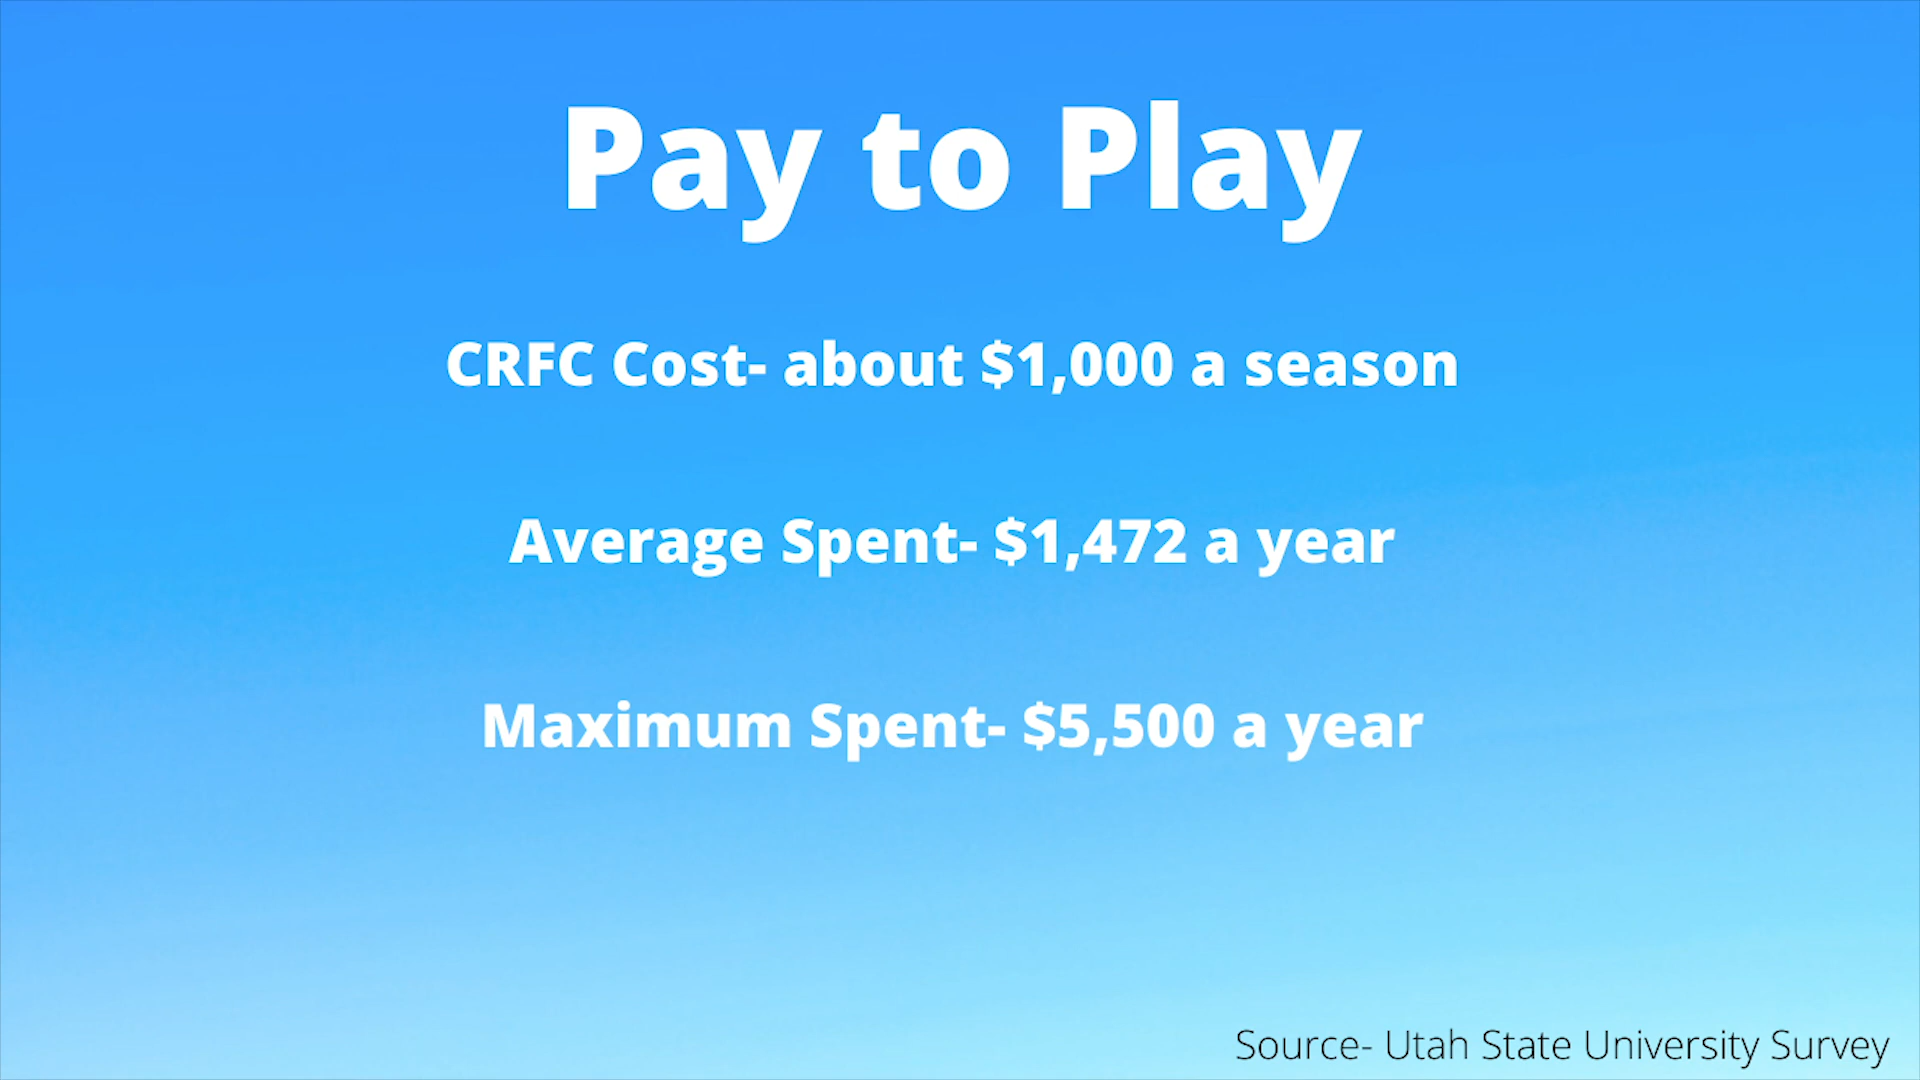 Pay to Play
CRFC Cost- about $1,000 a season
Average Spent- $1,472 a year
Maximum Spent- $5,500 a year
Source- Utah State University Survey